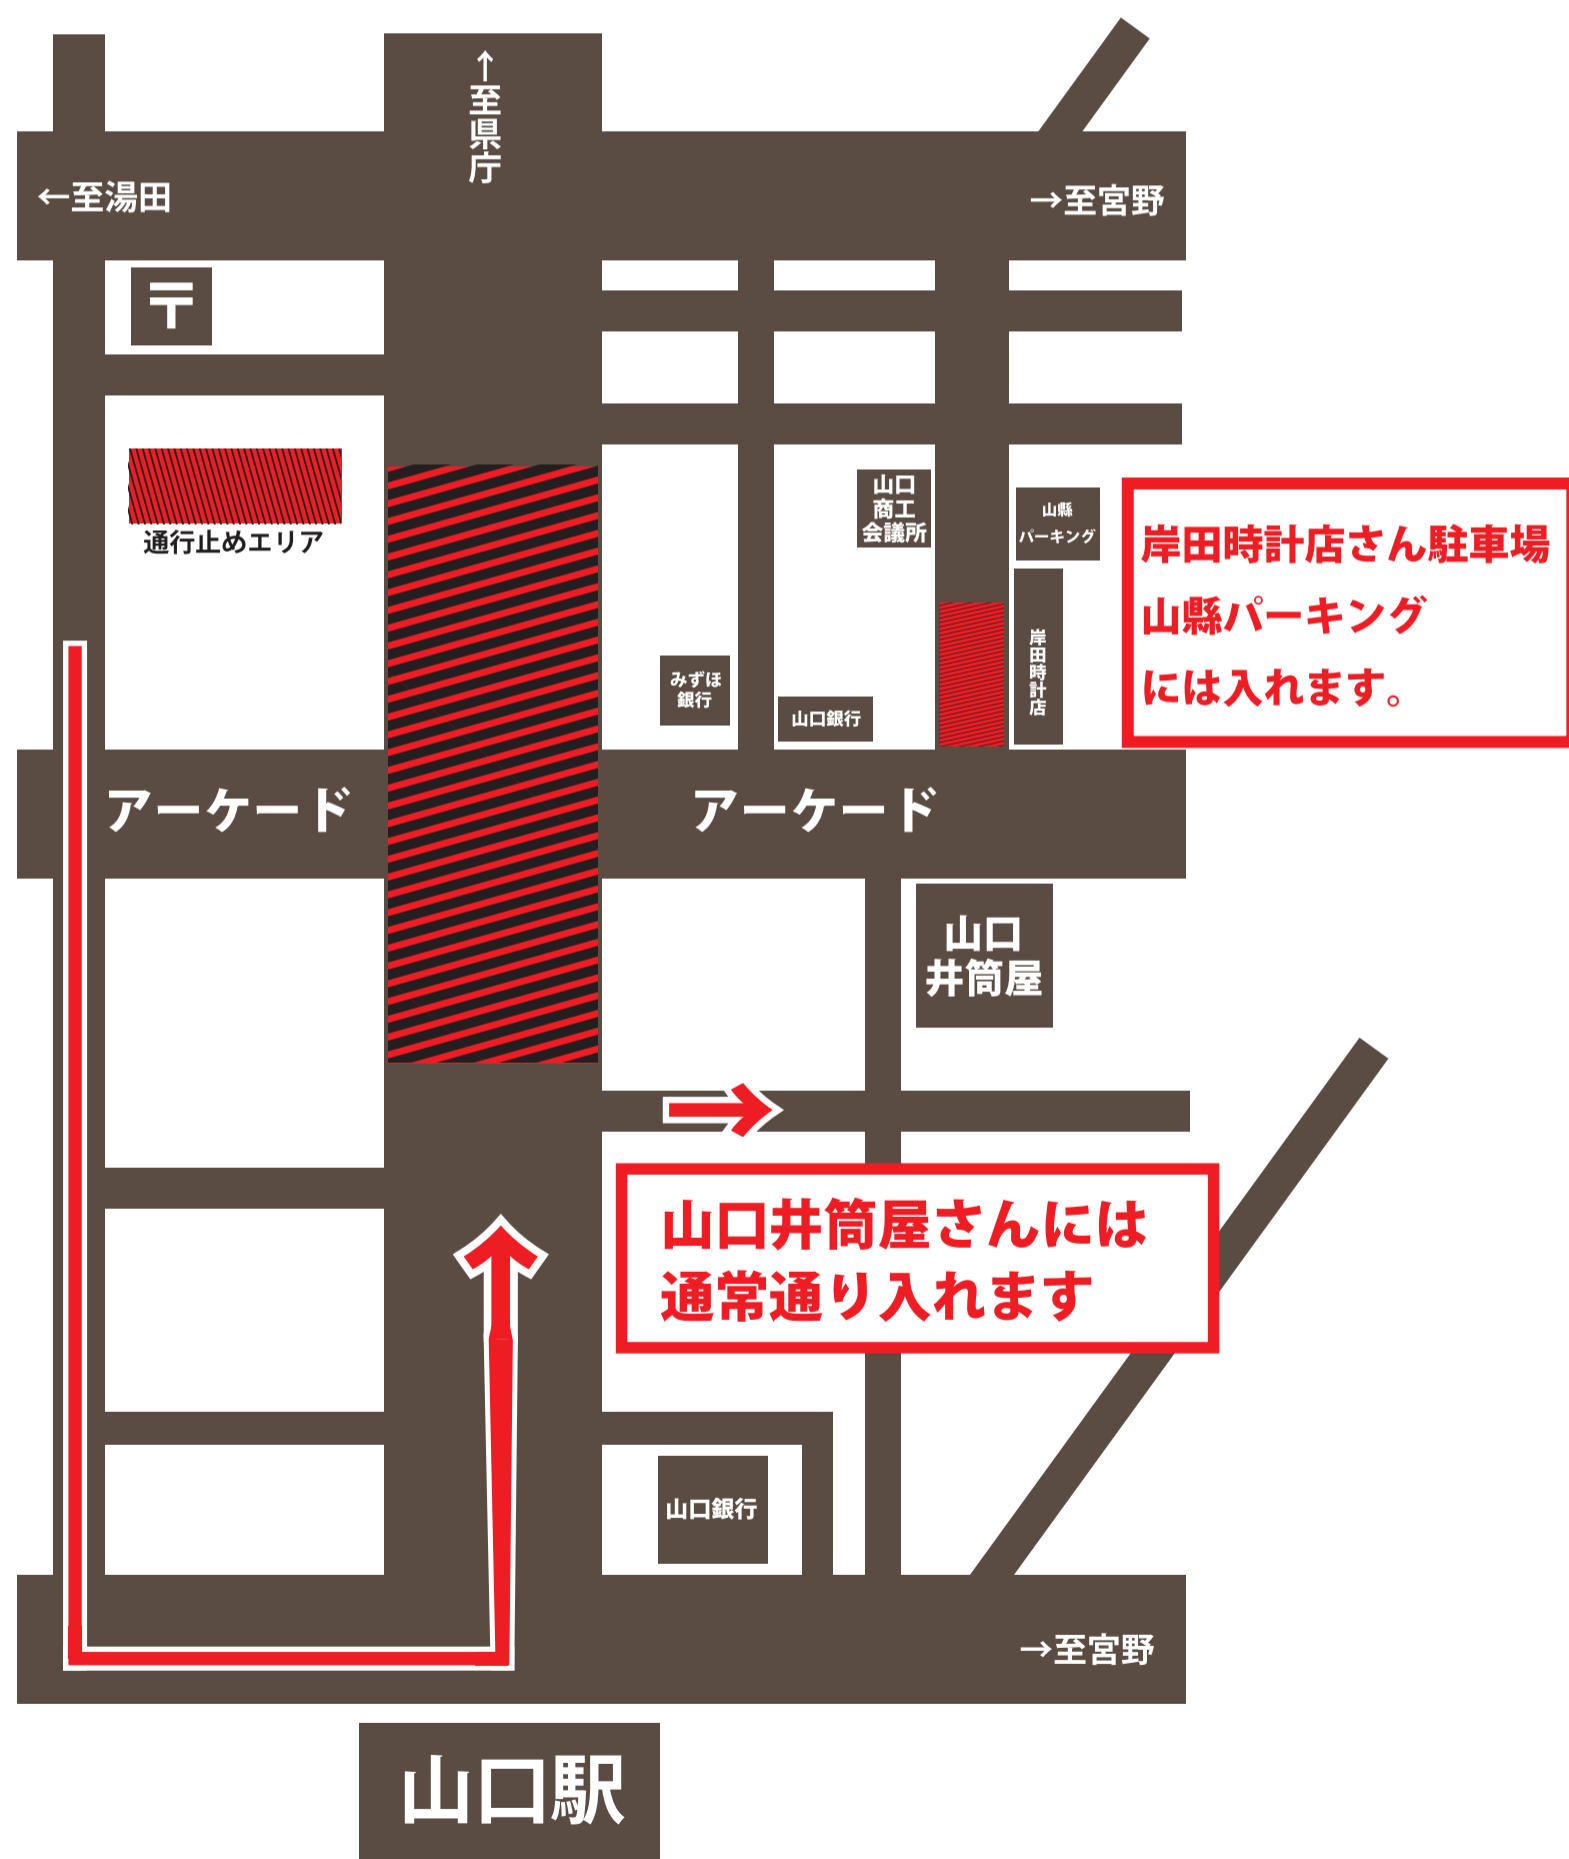 ↑至県庁
←至湯田
→至宮野
〒
通行止めエリア
山口
商工
会議所
山縣
パーキング
岸田時計店さん駐車場
山縣パーキング
には入れます。
岸田時計店
みずほ
銀行
山口銀行
アーケード
アーケード
山口
井筒屋
山口井筒屋さんには
通常通り入れます
山口銀行
→至宮野
山口駅